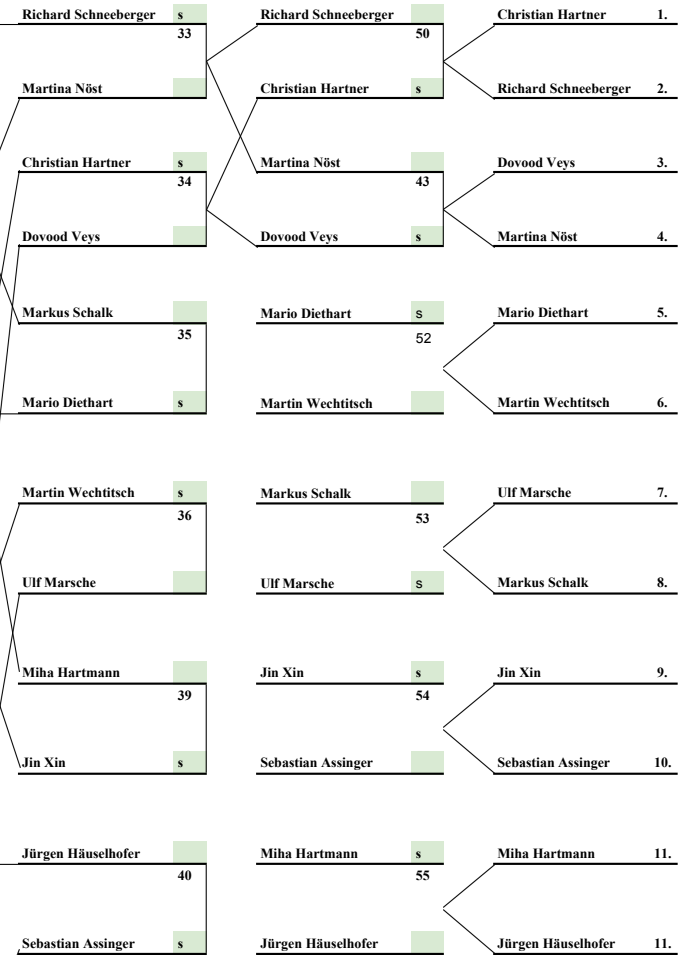 Richard Schneeberger s Richard Schneeberger Christian Hartner 1.
33 50
Martina Nöst Christian Hartner s Richard Schneeberger 2.
Christian Hartner s Martina Nöst Dovood Veys 3.
34 43
Dovood Veys Dovood Veys s Martina Nöst 4.
Markus Schalk Mario Diethart s Mario Diethart 5.
35 52
Mario Diethart s Martin Wechtitsch Martin Wechtitsch 6.
Martin Wechtitsch s Markus Schalk Ulf Marsche 7.
36 53
Ulf Marsche Ulf Marsche s Markus Schalk 8.
Miha Hartmann Jin Xin s Jin Xin 9.
39 54
Jin Xin s Sebastian Assinger Sebastian Assinger 10.
Jürgen Häuselhofer Miha Hartmann s Miha Hartmann 11.
40 55
Sebastian Assinger s Jürgen Häuselhofer Jürgen Häuselhofer 11.